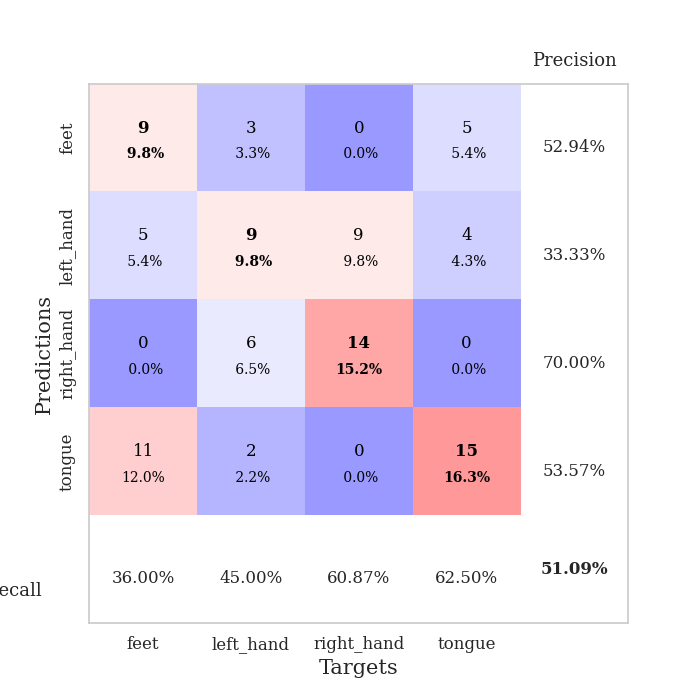 Precision
feet 9 3 0 5 52.94%
9.8% 3.3% 0.0% 5.4%
left_hand 5 9 9 4 33.33%
5.4% 9.8% 9.8% 4.3%
Predictions
right_hand 0 6 14 0 70.00%
0.0% 6.5% 15.2% 0.0%
tongue 11 2 0 15 53.57%
12.0% 2.2% 0.0% 16.3%
ecall 36.00% 45.00% 60.87% 62.50% 51.09%
feet left_hand right_hand tongue
Targets